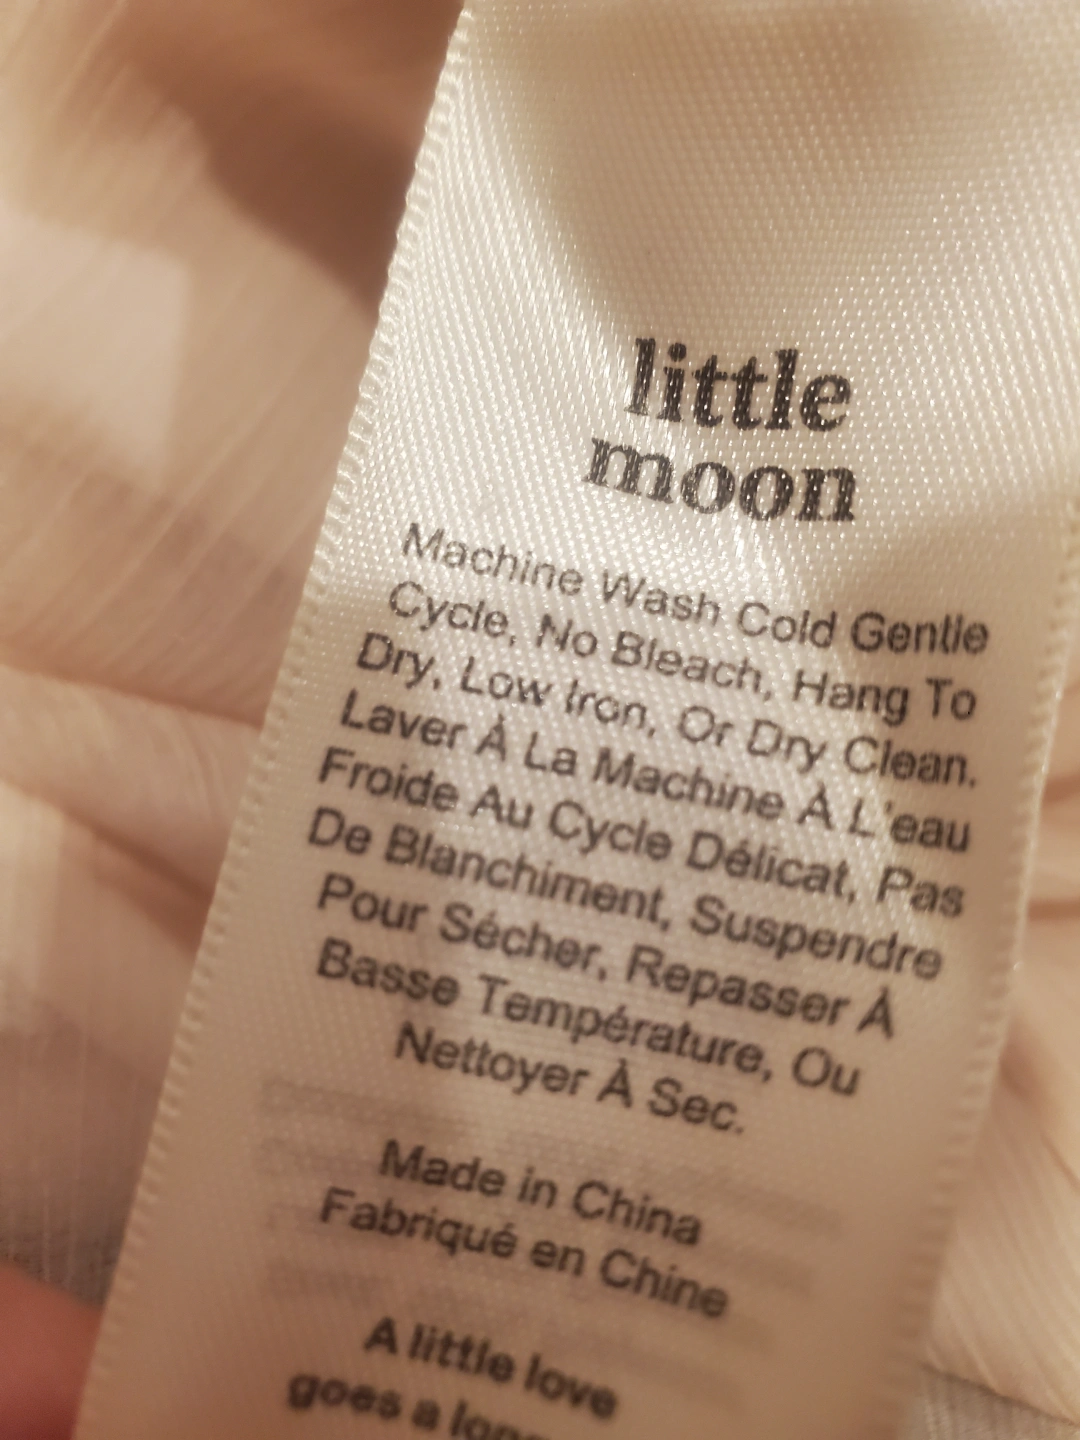 little
moon
Machine Wash Cold Gentle
Cycle, No Bleach, Hang To
Dry, Low Iron, Or Dry Clean.
Laver À La Machine À L'eau
Froide Au Cycle Délicat, Pas
De Blanchiment, Suspendre
Pour Sécher, Repasser À
Basse Température, Ou
Nettoyer À Sec.
Made in China
Fabriqué en Chine
A little love
goes a long